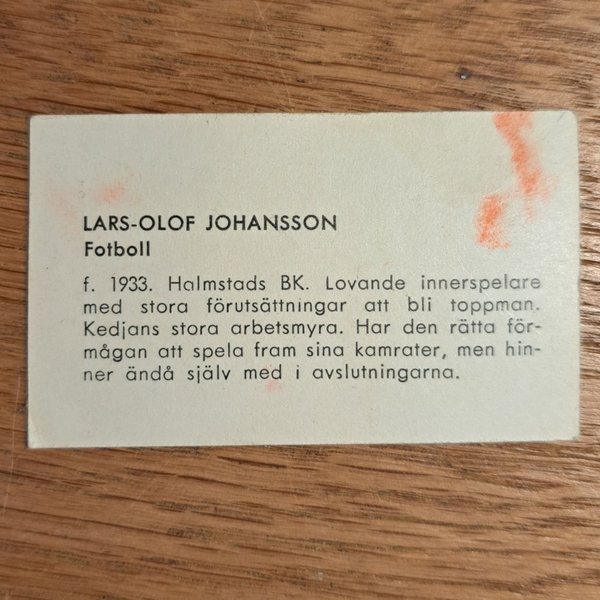 LARS-OLOF JOHANSSON
Fotboll
f. 1933. Halmstads BK. Lovande innerspelare
med stora förutsättningar att bli toppman.
Kedjans stora arbetsmyra. Har den rätta för-
mågan att spela fram sina kamrater, men hin-
ner ändå själv med i avslutningarna.